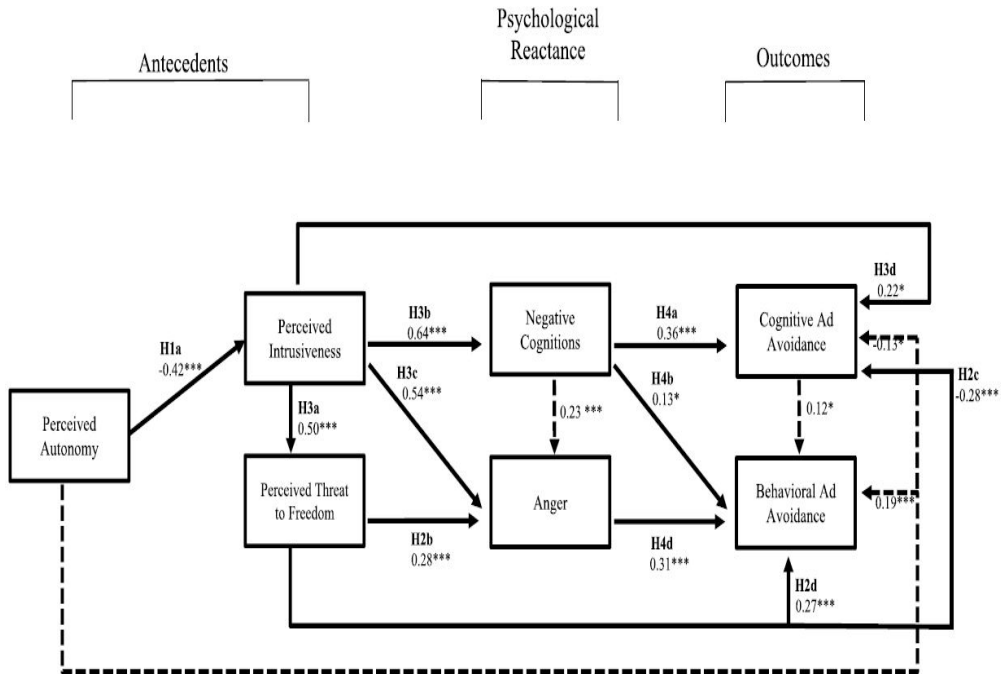 Psychological
Reactance
Antecedents
Outcomes
H3d
0.22*
Perceived
Intrusiveness
H3b
0.64***
Negative
Cognitions
H4a
0.36***
Cognitive Ad
Avoidance
-0.13*
H1a
-0.42***
H3c
0.54***
H4b
0.13*
H2c
-0.28***
Perceived
Autonomy
H3a
0.50***
0.23 ***
0.12*
Perceived Threat
to Freedom
Anger
Behavioral Ad
Avoidance
0.19***
H2b
0.28***
H4d
0.31***
H2d
0.27***